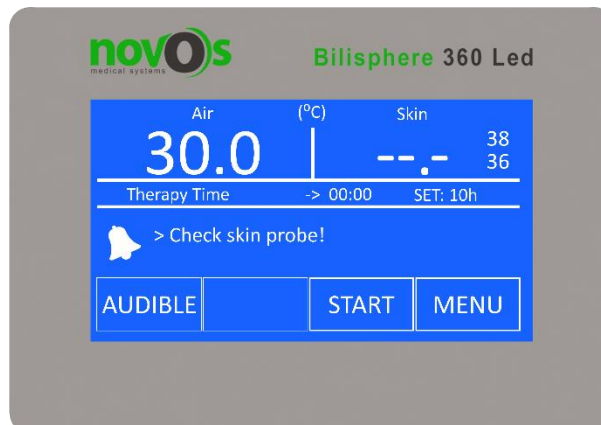 novOs Bilisphere 360 Led
medical systems
Air (°C) Skin
30.0 --.- 38
36
Therapy Time -> 00:00 SET: 10h
> Check skin probe!
AUDIBLE START MENU